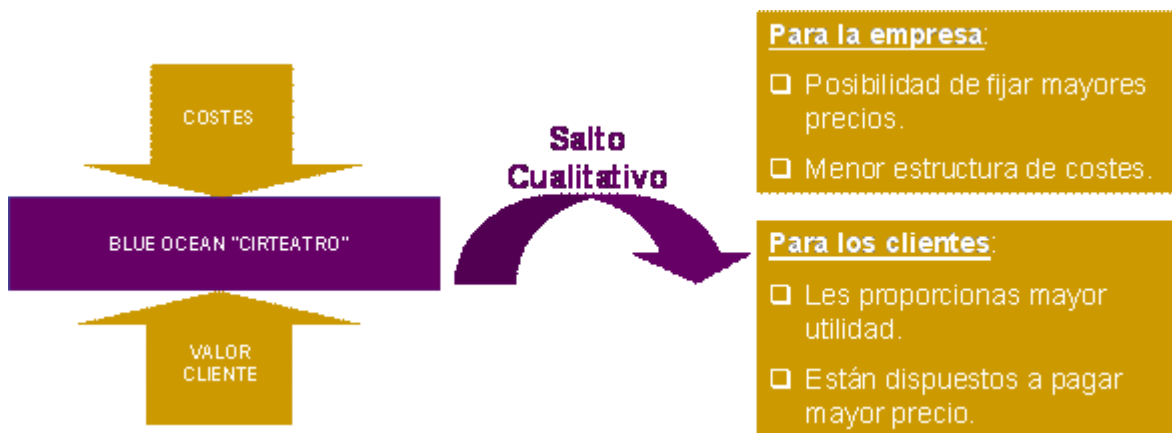 COSTES
BLUE OCEAN "CIRTEATRO"
VALOR
CLIENTE
Salto
Cualitativo
Para la empresa:
❑ Posibilidad de fijar mayores
precios.
❑ Menor estructura de costes.
Para los clientes:
❑ Les proporcionas mayor
utilidad.
❑ Están dispuestos a pagar
mayor precio.